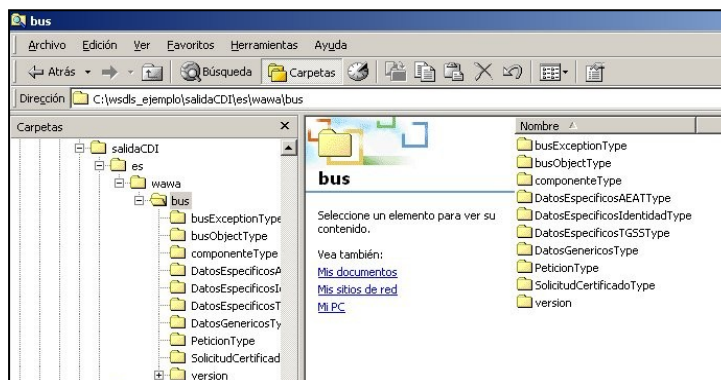 bus
Archivo Edición Ver Favoritos Herramientas Ayuda
Atrás Búsqueda Carpetas
Dirección C:\wsdls_ejemplo\salidaCDI\es\wawa\bus
Carpetas
salidaCDI
es
wawa
bus
busExceptionType
busObjectType
componenteType
DatosEspecificosA
DatosEspecificosI
DatosEspecificosT
DatosGenericosTy
PeticionType
SolicitudCertificad
version
bus
Seleccione un elemento para ver su
contenido.
Vea también:
Mis documentos
Mis sitios de red
Mi PC
Nombre
busExceptionType
busObjectType
componenteType
DatosEspecificosAEATType
DatosEspecificosIdentidadType
DatosEspecificosTGSSType
DatosGenericosType
PeticionType
SolicitudCertificadoType
version